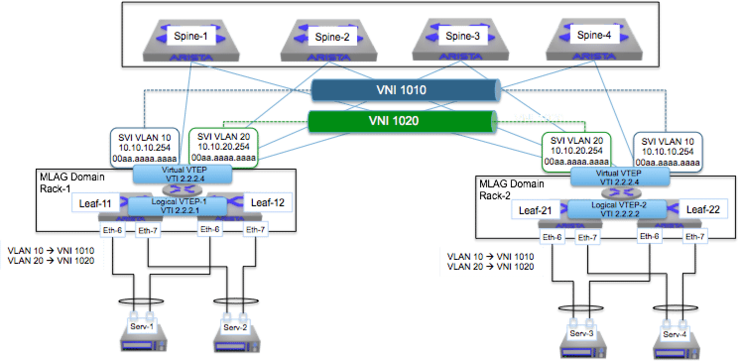 Spine-1
Spine-2
Spine-3
Spine-4
ARISTA
ARISTA
ARISTA
ARISTA
VNI 1010
VNI 1020
SVI VLAN 10
10.10.10.254
00aa.aaaa.aaaa
SVI VLAN 20
10.10.20.254
00aa.aaaa.aaaa
SVI VLAN 20
10.10.20.254
00aa.aaaa.aaaa
SVI VLAN 10
10.10.10.254
00aa.aaaa.aaaa
MLAG Domain
Rack-1
Virtual VTEP
VTI 2.2.2.4
Leaf-11
Logical VTEP-1
VTI 2.2.2.1
Leaf-12
Eth-6
Eth-7
Eth-6
Eth-7
VLAN 10 → VNI 1010
VLAN 20 → VNI 1020
Serv-1
Serv-2
MLAG Domain
Rack-2
Virtual VTEP
VTI 2.2.2.4
Leaf-21
Logical VTEP-2
VTI 2.2.2.2
Leaf-22
Eth-6
Eth-7
Eth-6
Eth-7
VLAN 10 → VNI 1010
VLAN 20 → VNI 1020
Serv-3
Serv-4